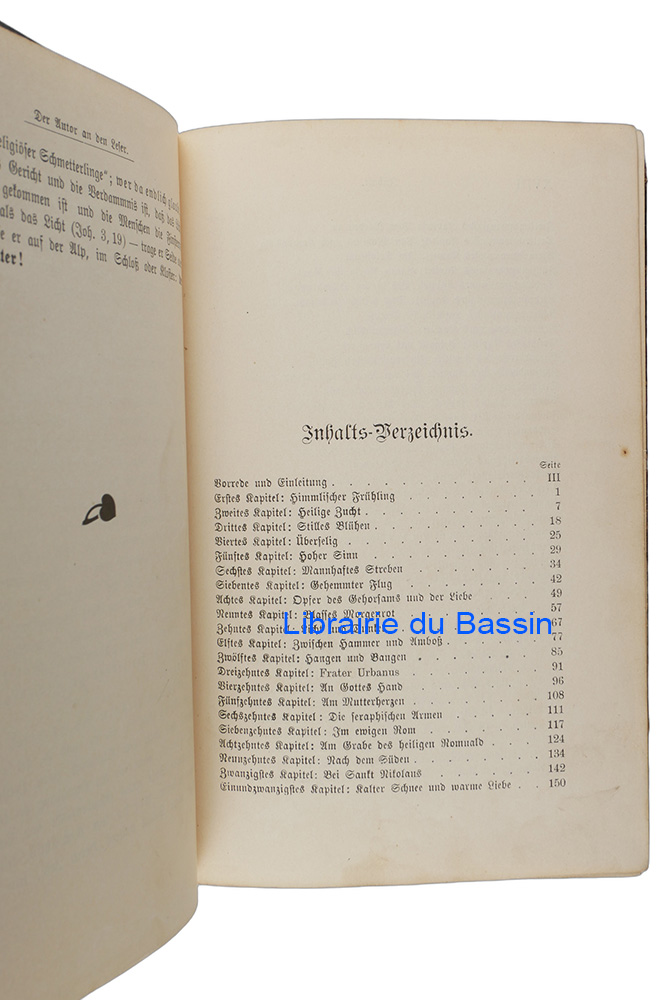 Der Autor an den Leser.
religiöser Schmetterlinge"; wer da endlich
Gericht und die Verdammnis ist, daß das
gekommen ist und die Menschen die
als das Licht (Joh. 3, 19) — trage er
er auf der Alp, im Schloß oder
Inhalts-Verzeichnis.
Seite
Vorrede und Einleitung . . . . . . . . . III
Erstes Kapitel: Himmlischer Frühling . . . . . . . 1
Zweites Kapitel: Heilige Zucht . . . . . . . . 7
Drittes Kapitel: Stilles Blühen . . . . . . . . 18
Viertes Kapitel: Überselig . . . . . . . . . 25
Fünftes Kapitel: Hoher Sinn . . . . . . . . 29
Sechstes Kapitel: Mannhaftes Streben . . . . . . . 34
Siebentes Kapitel: Gehemmter Flug . . . . . . . 42
Achtes Kapitel: Opfer des Gehorsams und der Liebe . . . . 49
Neuntes Kapitel: Blasses Morgenrot . . . . . . . 57
Zehntes Kapitel: 67
Librairie du Bassin
Elftes Kapitel: Zwischen Hammer und Amboß . . . . . 77
Zwölftes Kapitel: Hangen und Bangen . . . . . . 85
Dreizehntes Kapitel: Frater Urbanus . . . . . . 91
Vierzehntes Kapitel: An Gottes Hand . . . . . . 96
Fünfzehntes Kapitel: Am Mutterherzen . . . . . . 108
Sechszehntes Kapitel: Die seraphischen Armen . . . . . 111
Siebenzehntes Kapitel: Im ewigen Rom . . . . . . 117
Achtzehntes Kapitel: Am Grabe des heiligen Romuald . . . 124
Neunzehntes Kapitel: Nach dem Süden . . . . . . 134
Zwanzigstes Kapitel: Bei Sankt Nikolaus . . . . . . 142
Einundzwanzigstes Kapitel: Kalter Schnee und warme Liebe . . 150